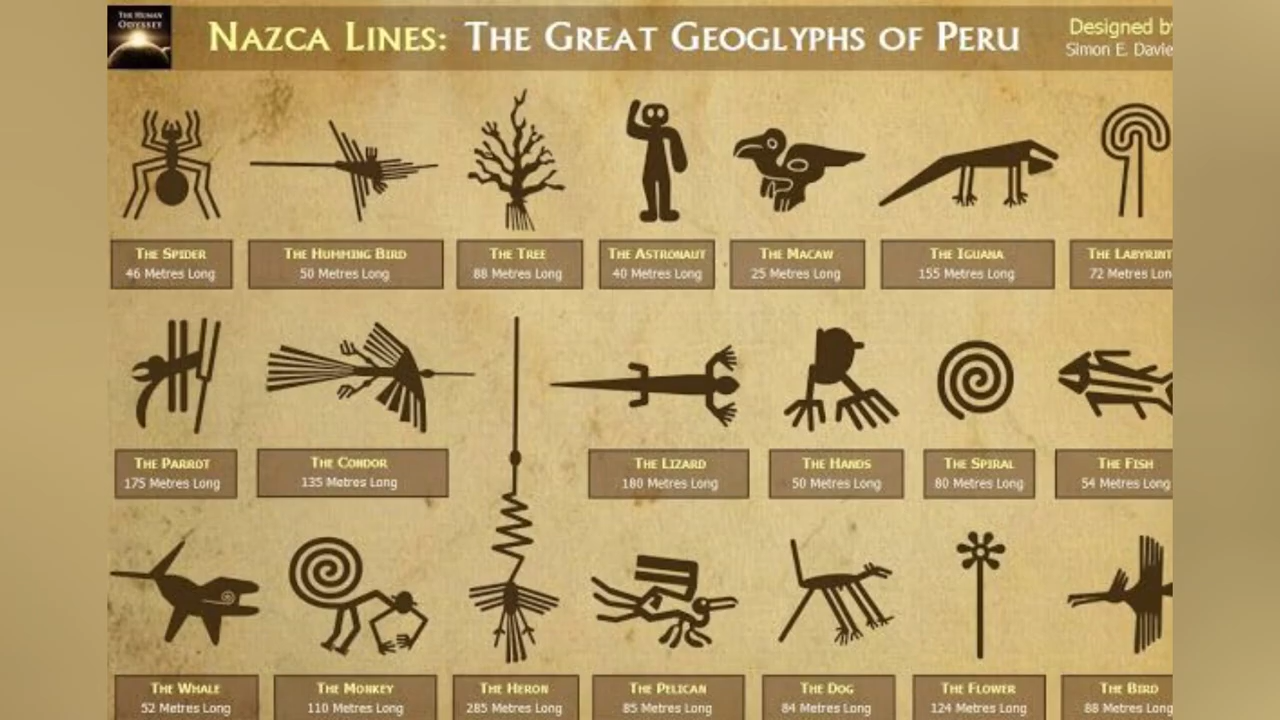 The Human
Odyssey
Nazca Lines: The Great Geoglyphs of Peru
Designed by
Simon E. Davie
The Spider
46 Metres Long
The Humming Bird
50 Metres Long
The Tree
88 Metres Long
The Astronaut
40 Metres Long
The Macaw
25 Metres Long
The Iguana
155 Metres Long
The Labyrint
72 Metres Lon
The Parrot
175 Metres Long
The Condor
135 Metres Long
The Lizard
180 Metres Long
The Hands
50 Metres Long
The Spiral
80 Metres Long
The Fish
54 Metres Long
The Whale
52 Metres Long
The Monkey
110 Metres Long
The Heron
285 Metres Long
The Pelican
85 Metres Long
The Dog
84 Metres Long
The Flower
124 Metres Long
The Bird
88 Metres Long